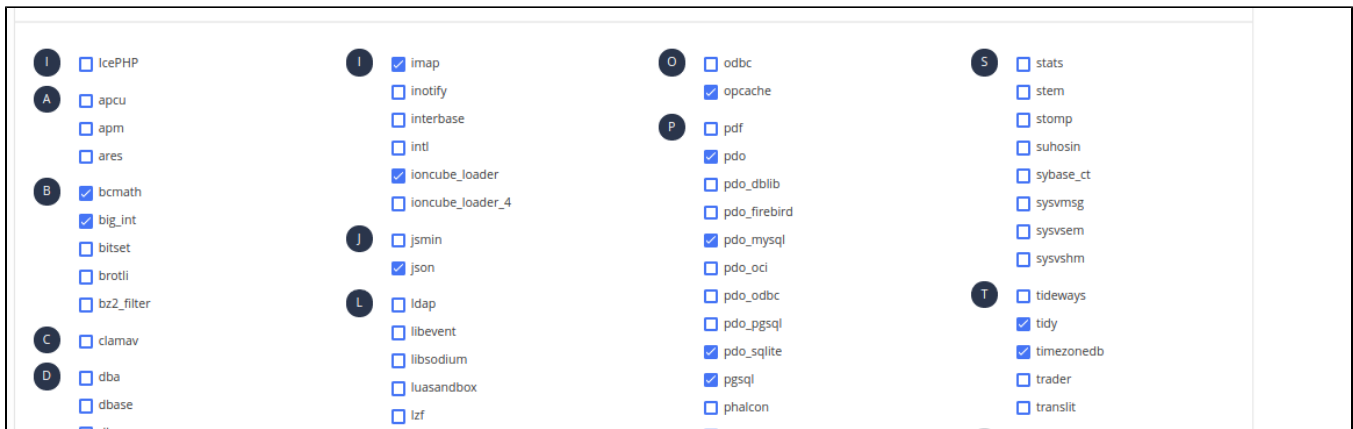 I
IcePHP
A
apcu
apm
ares
B
bcmath
big_int
bitset
brotli
bz2_filter
C
clamav
D
dba
dbase
I
imap
inotify
interbase
intl
ioncube_loader
ioncube_loader_4
J
jsmin
json
L
ldap
libevent
libsodium
luasandbox
lzf
O
odbc
opcache
P
pdf
pdo
pdo_dblib
pdo_firebird
pdo_mysql
pdo_oci
pdo_odbc
pdo_pgsql
pdo_sqlite
pgsql
phalcon
S
stats
stem
stomp
suhosin
sybase_ct
sysvmsg
sysvsem
sysvshm
T
tideways
tidy
timezonedb
trader
translit